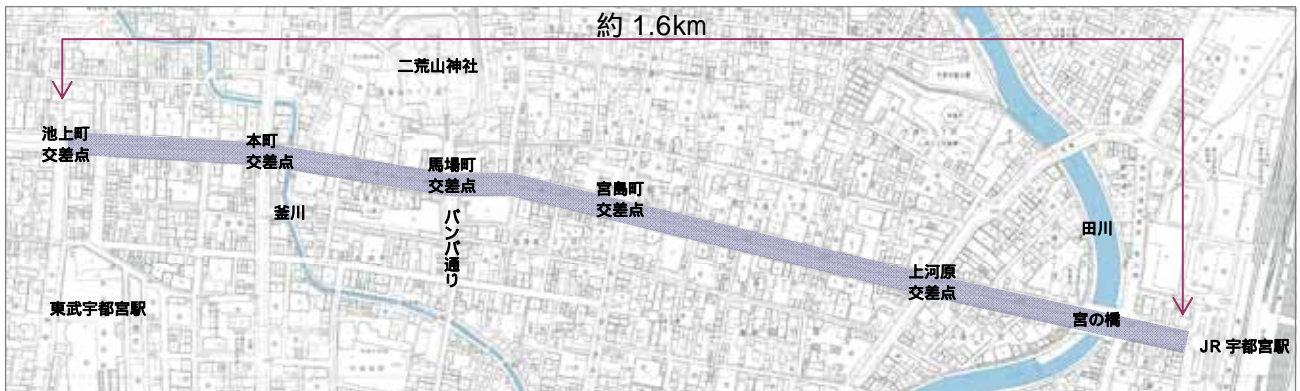 約 1.6km
二荒山神社
池上町
交差点
本町
交差点
馬場町
交差点
宮島町
交差点
釜川
バンバ通り
田川
上河原
交差点
東武宇都宮駅
宮の橋
JR 宇都宮駅